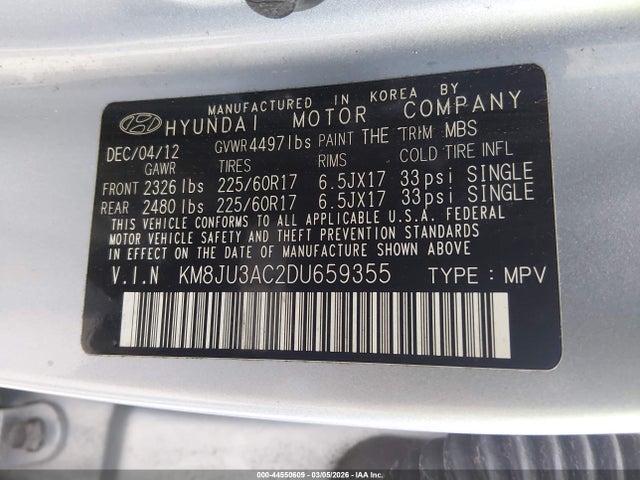 MANUFACTURED IN KOREA BY
HYUNDAI MOTOR COMPANY
DEC/04/12 GVWR 4497 lbs PAINT THE TRIM MBS
GAWR TIRES RIMS COLD TIRE INFL
FRONT 2326 lbs 225/60R17 6.5JX17 33psi SINGLE
REAR 2480 lbs 225/60R17 6.5JX17 33psi SINGLE
THIS VEHICLE CONFORMS TO ALL APPLICABLE U.S.A. FEDERAL
MOTOR VEHICLE SAFETY AND THEFT PREVENTION STANDARDS
IN EFFECT ON THE DATE OF MANUFACTURE SHOWN ABOVE.
V.I.N KM8JU3AC2DU659355 TYPE : MPV
000-44550609 - 03/05/2026 - IAA Inc.